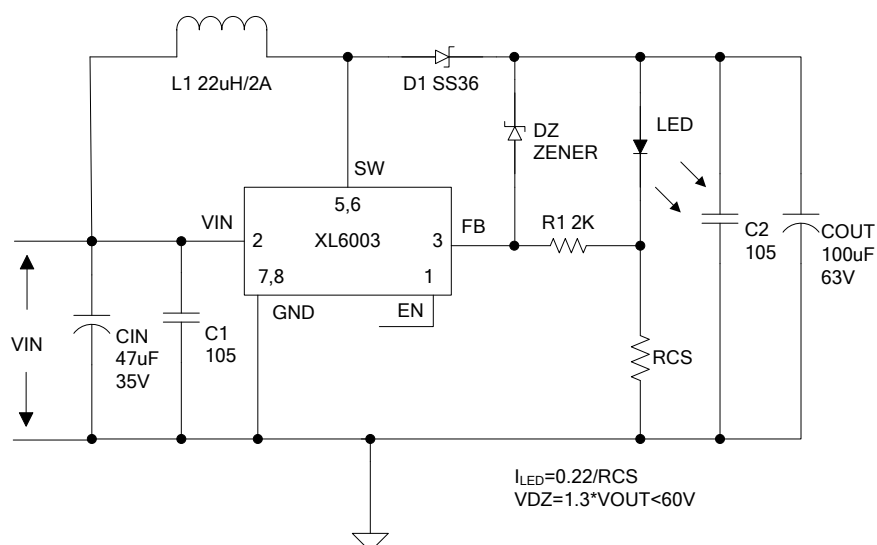 L1 22uH/2A
D1 SS36
DZ
ZENER
LED
SW
5,6
VIN
2
XL6003
3
FB
R1 2K
7,8
1
GND
EN
C2
105
COUT
100uF
63V
VIN
CIN
47uF
35V
C1
105
RCS
ILED=0.22/RCS
VDZ=1.3*VOUT<60V